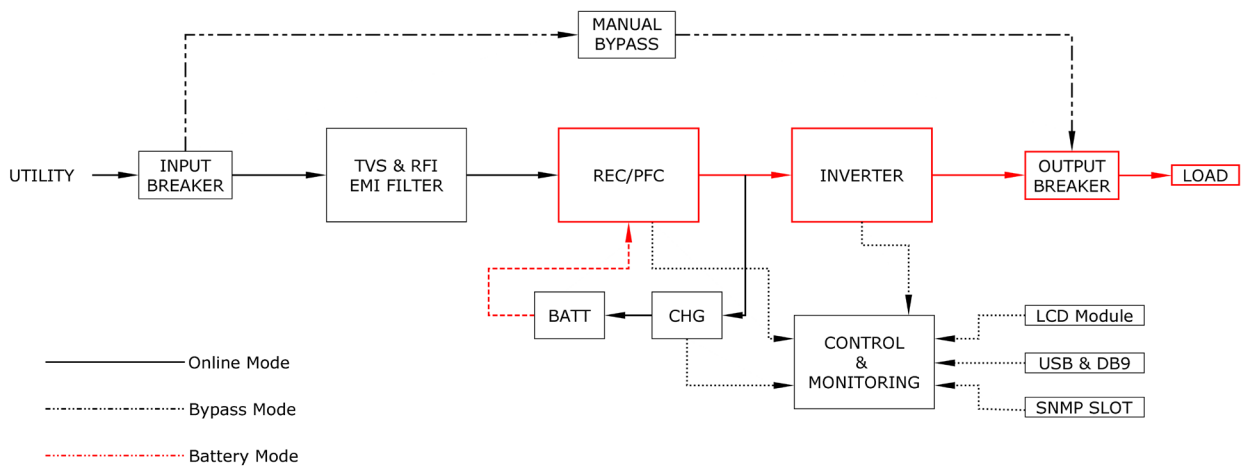 MANUAL
BYPASS
UTILITY
INPUT
BREAKER
TVS & RFI
EMI FILTER
REC/PFC
INVERTER
OUTPUT
BREAKER
LOAD
BATT
CHG
CONTROL
&
MONITORING
LCD Module
USB & DB9
SNMP SLOT
Online Mode
Bypass Mode
Battery Mode